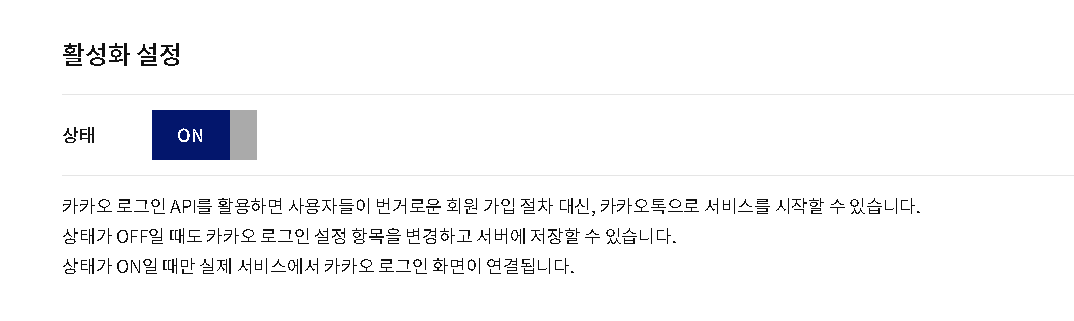 활성화 설정
상태 ON
카카오 로그인 API를 활용하면 사용자들이 번거로운 회원 가입 절차 대신, 카카오톡으로 서비스를 시작할 수 있습니다.
상태가 OFF일 때도 카카오 로그인 설정 항목을 변경하고 서버에 저장할 수 있습니다.
상태가 ON일 때만 실제 서비스에서 카카오 로그인 화면이 연결됩니다.